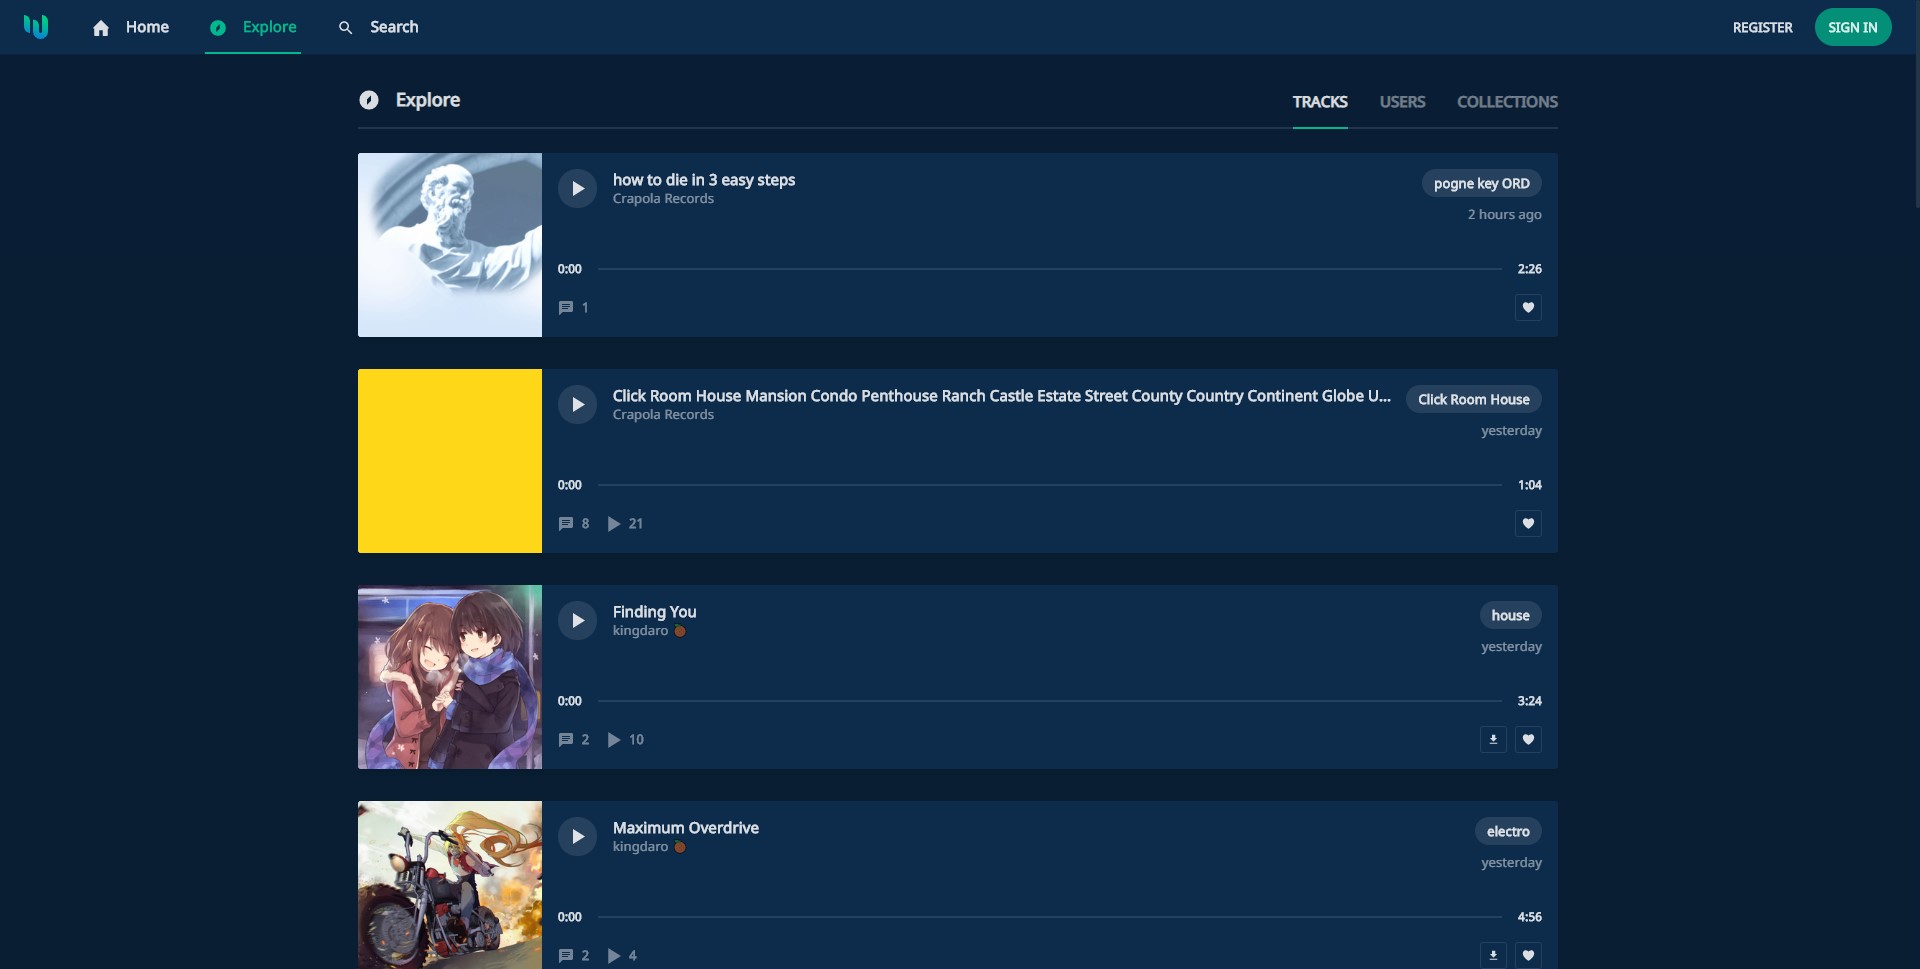 Home
Explore
Search
REGISTER
SIGN IN
Explore
TRACKS
USERS
COLLECTIONS
how to die in 3 easy steps
Crapola Records
pogne key ORD
2 hours ago
0:00
2:26
1
Click Room House Mansion Condo Penthouse Ranch Castle Estate Street County Country Continent Globe U...
Crapola Records
Click Room House
yesterday
0:00
1:04
8
21
Finding You
kingdaro
house
yesterday
0:00
3:24
2
10
Maximum Overdrive
kingdaro
electro
yesterday
0:00
4:56
2
4